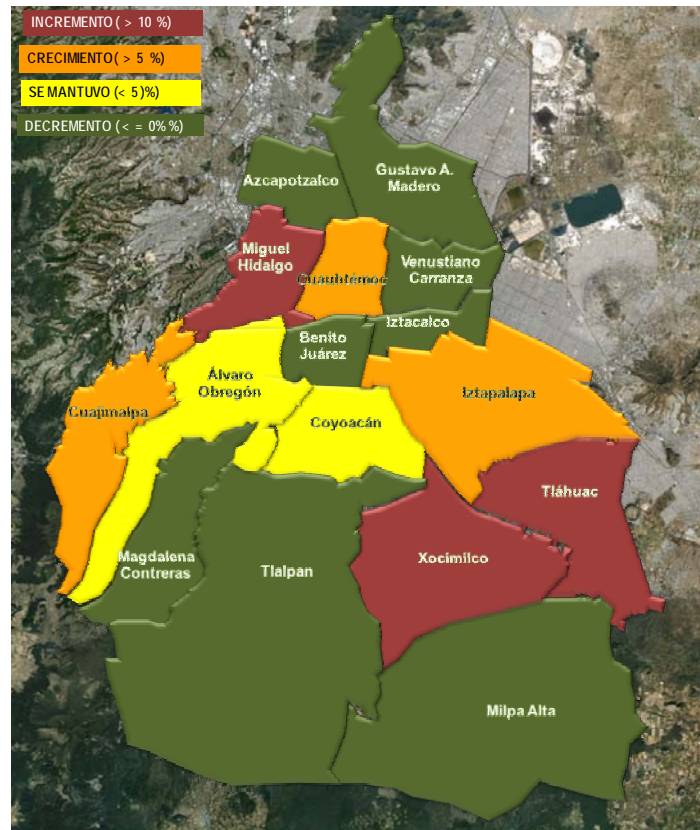 INCREMENTO ( > 10 %)
CRECIMIENTO( > 5 %)
SE MANTUVO (< 5)%)
DECREMENTO (< = 0%%)
Gustavo A.
Madero
Azcapotzalco
Miguel
Hidalgo
Cuauhtémoc
Venustiano
Carranza
Iztacalco
Benito
Juárez
Álvaro
Obregón
Iztapalapa
Cuajimalpa
Coyoacán
Tláhuac
Magdalena
Contreras
Tlalpan
Xocimilco
Milpa Alta